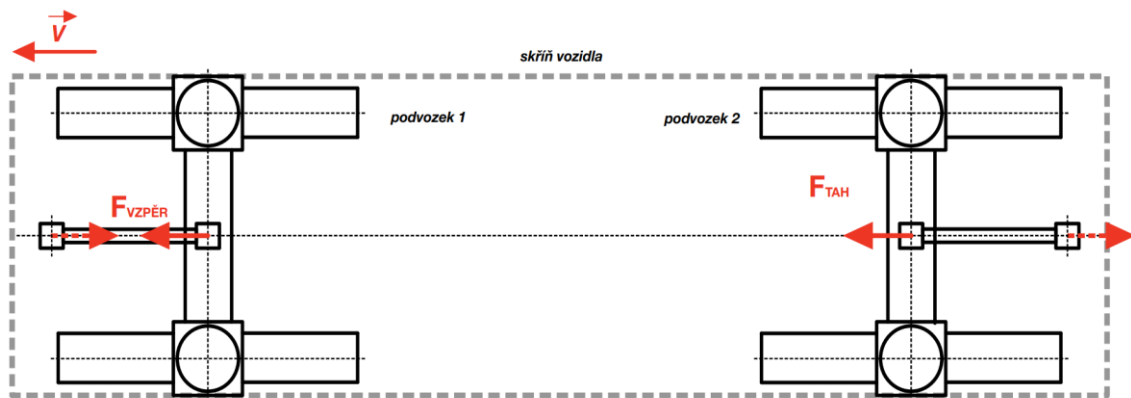 V
skříň vozidla
podvozek 1
podvozek 2
FVZPĚR
FTAH